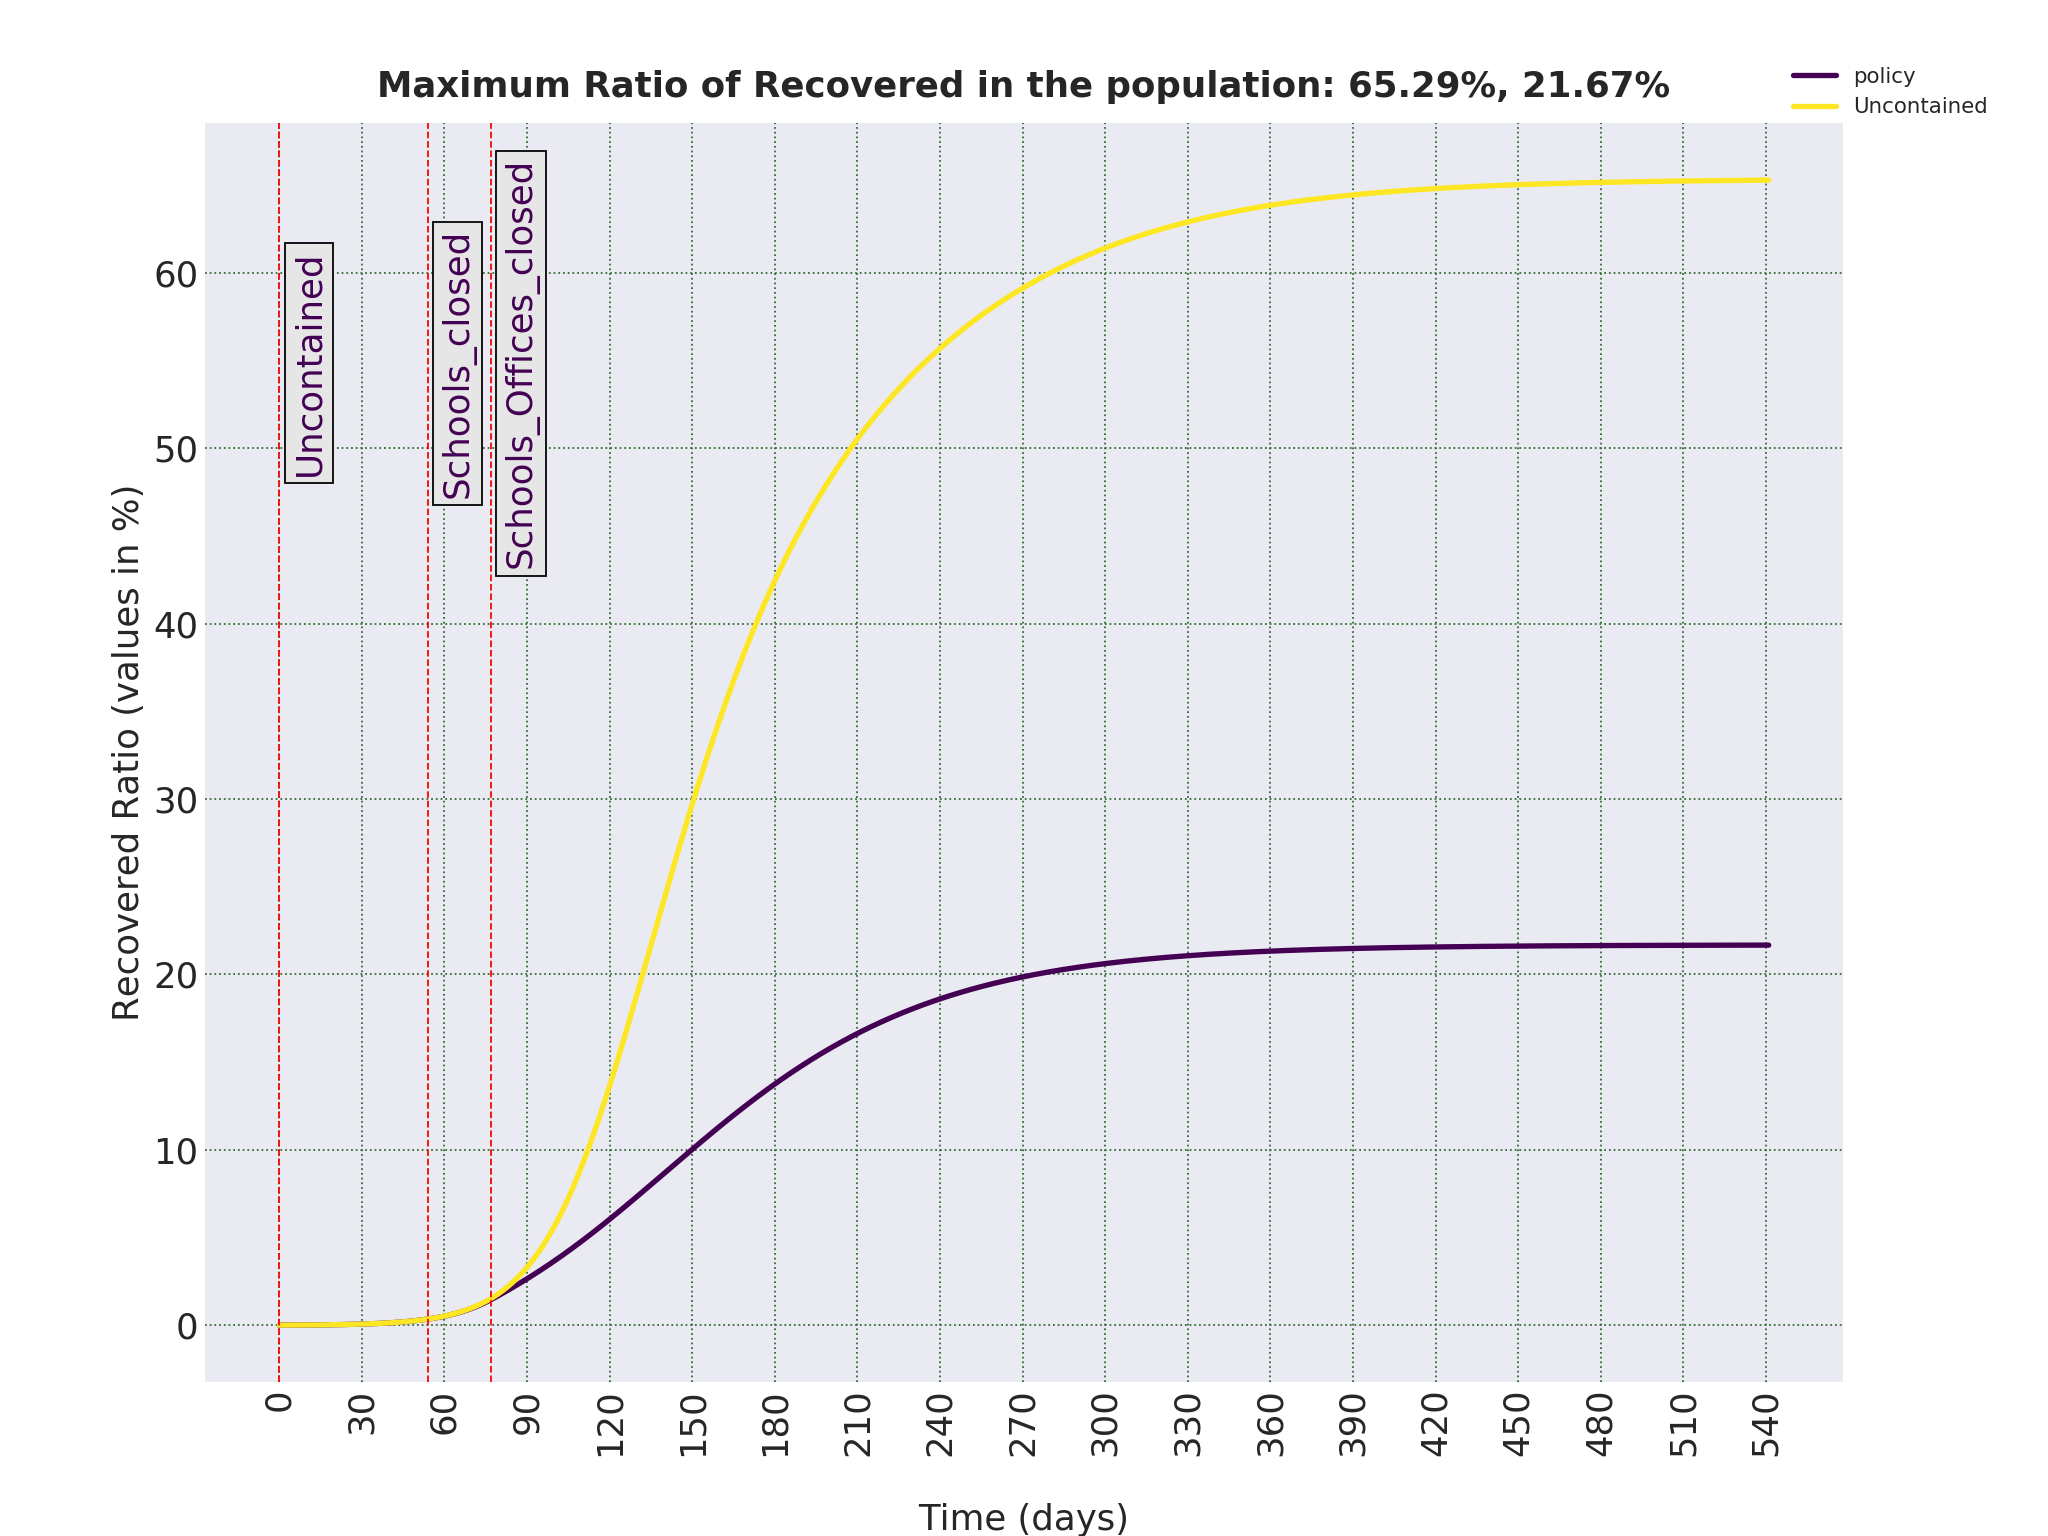 Maximum Ratio of Recovered in the population: 65.29%, 21.67%
policy
Uncontained
Uncontained
Schools_closed
Schools_Offices_closed
Recovered Ratio (values in %)
60
50
40
30
20
10
0
0 30 60 90 120 150 180 210 240 270 300 330 360 390 420 450 480 510 540
Time (days)